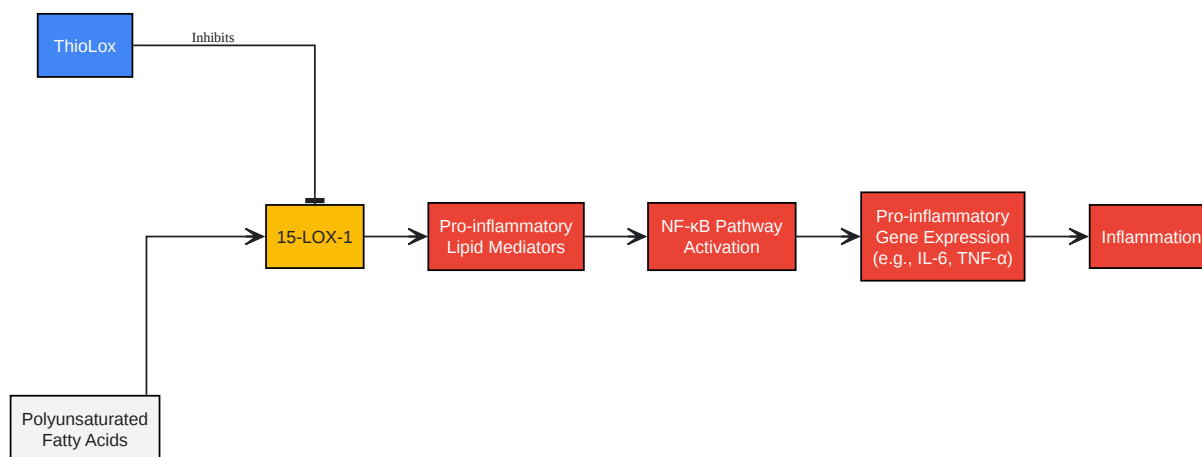 ThioLox
Inhibits
15-LOX-1
Pro-inflammatory
Lipid Mediators
NF-κB Pathway
Activation
Pro-inflammatory
Gene Expression
(e.g., IL-6, TNF-α)
Inflammation
Polyunsaturated
Fatty Acids